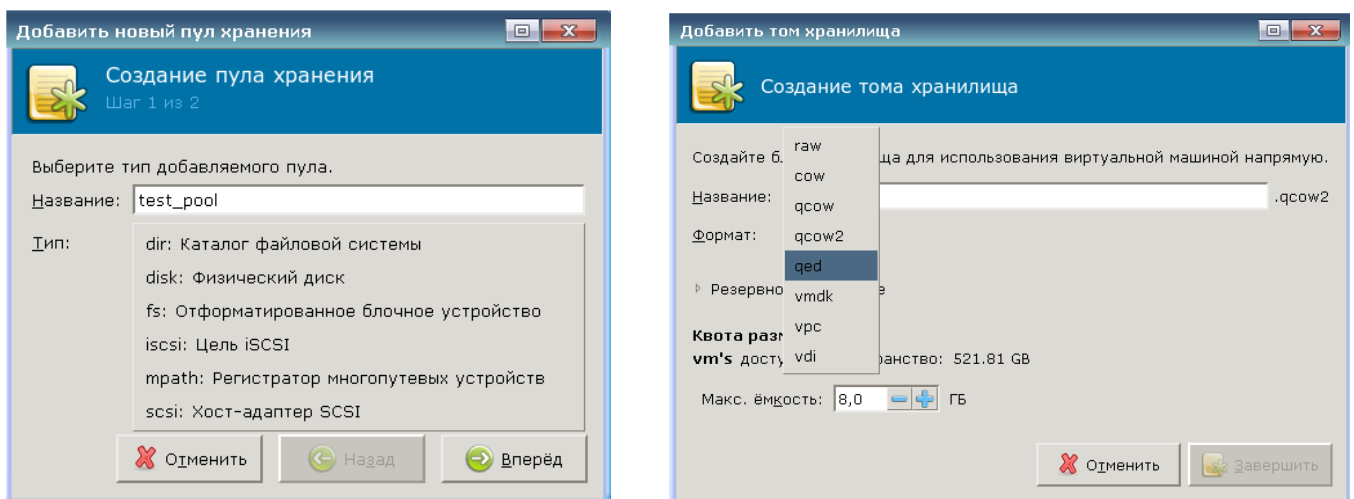 Добавить новый пул хранения
Создание пула хранения
Шаг 1 из 2
Выберите тип добавляемого пула.
Название: test_pool
Тип:
dir: Каталог файловой системы
disk: Физический диск
fs: Отформатированное блочное устройство
iscsi: Цель iSCSI
mpath: Регистратор многопутевых устройств
scsi: Хост-адаптер SCSI
Отменить Назад Вперёд
Добавить том хранилища
Создание тома хранилища
Создайте б ща для использования виртуальной машиной напрямую.
Название: .qcow2
Формат:
raw
cow
qcow
qcow2
qed
vmdk
vpc
vdi
Резервно е
Квота раз
vm's досту ранство: 521.81 GB
Макс. ёмкость: 8,0 ГБ
Отменить Завершить